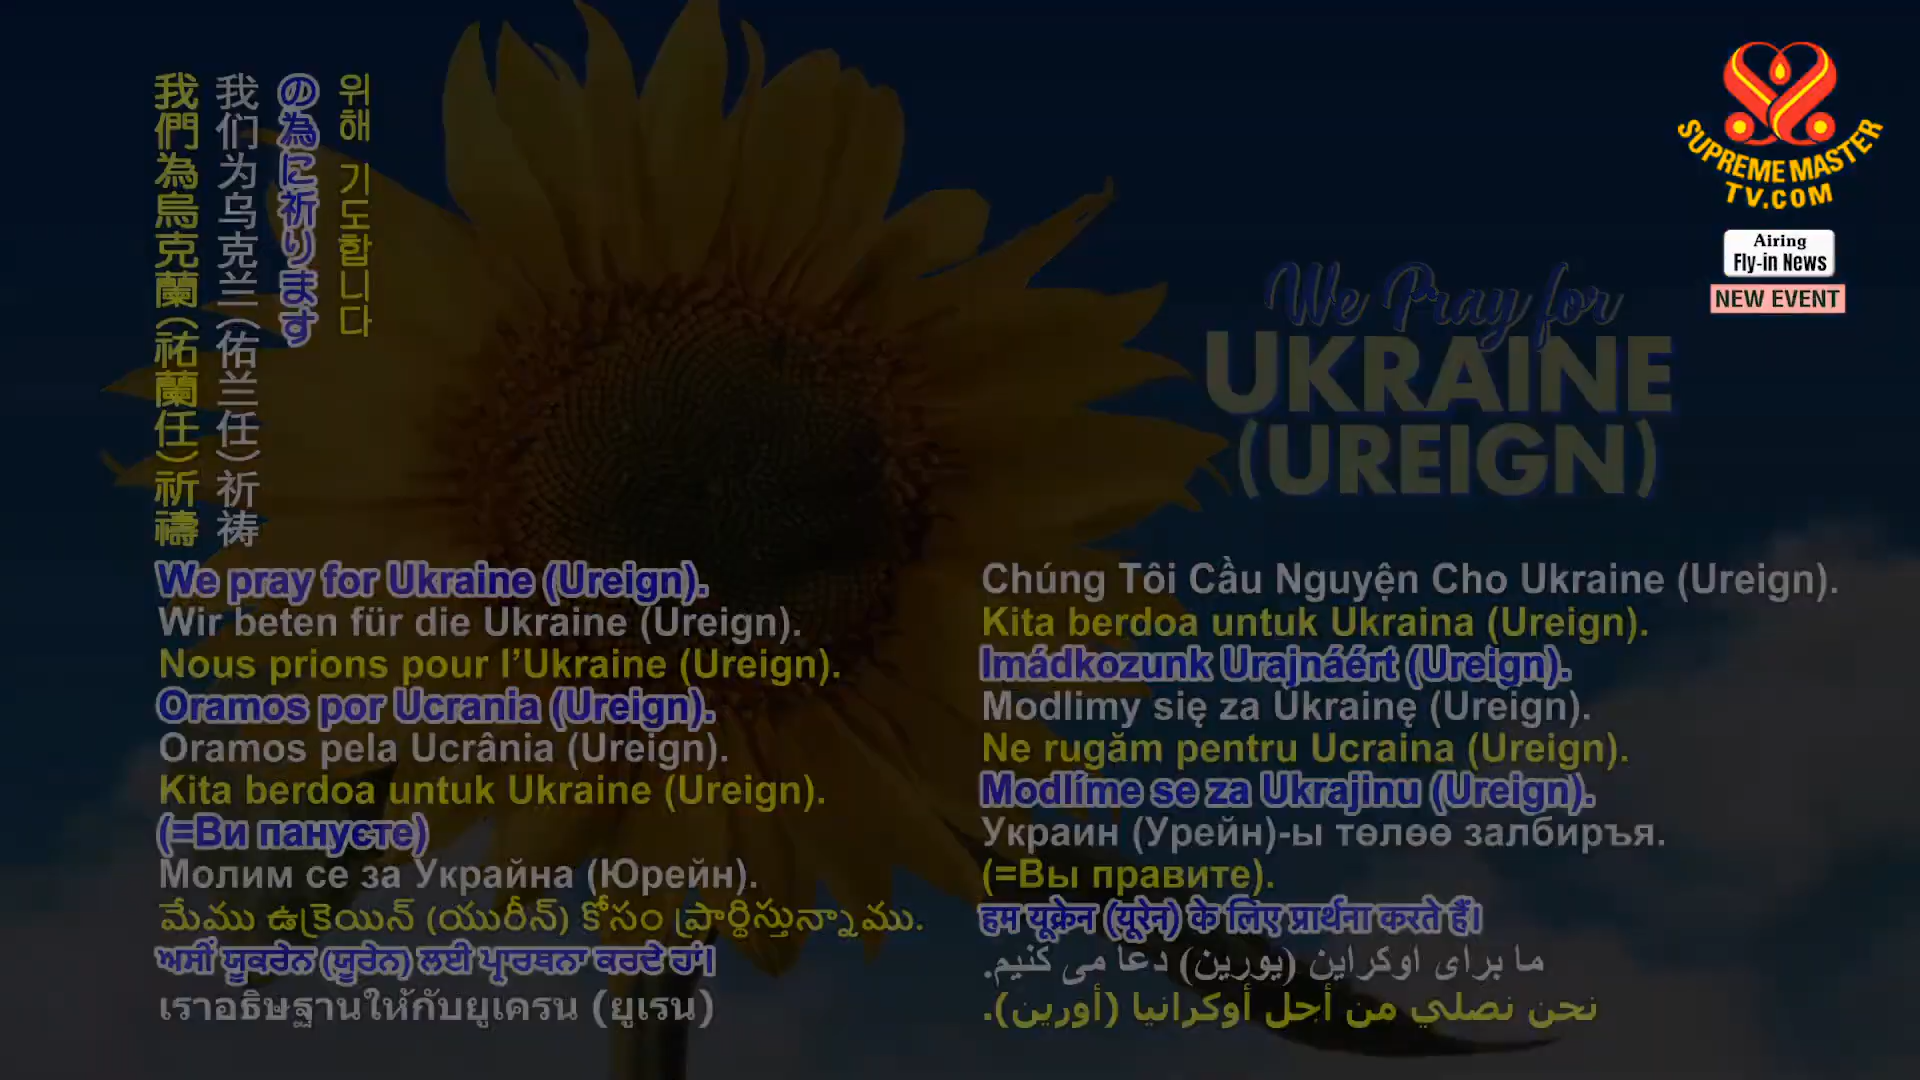 我們為烏克蘭（祐蘭任）祈禱
我们为乌克兰（佑兰任）祈祷
の為に祈ります
위해 기도합니다
SUPREME MASTER
TV.COM
Airing
Fly-in News
NEW EVENT
We Pray for
UKRAINE
(UREIGN)
We pray for Ukraine (Ureign).
Wir beten für die Ukraine (Ureign).
Nous prions pour l’Ukraine (Ureign).
Oramos por Ucrania (Ureign).
Oramos pela Ucrânia (Ureign).
Kita berdoa untuk Ukraine (Ureign).
(=Ви пануєте)
Молим се за Украйна (Юрейн).
మేము ఉక్రెయిన్ (యురీన్) కోసం ప్రార్థిస్తున్నాము.
ਅਸੀਂ ਯੂਕਰੇਨ (ਯੂਰੇਨ) ਲਈ ਪ੍ਰਾਰਥਨਾ ਕਰਦੇ ਹਾਂ।
เราอธิษฐานให้กับยูเครน (ยูเรน)
Chúng Tôi Cầu Nguyện Cho Ukraine (Ureign).
Kita berdoa untuk Ukraina (Ureign).
Imádkozunk Urajnáért (Ureign).
Modlimy się za Ukrainę (Ureign).
Ne rugăm pentru Ucraina (Ureign).
Modlíme se za Ukrajinu (Ureign).
Украин (Урейн)-ы төлөө залбиръя.
(=Вы правите).
हम यूक्रेन (यूरेन) के लिए प्रार्थना करते हैं।
ما برای اوکراین (یورین) دعا می کنیم.
نحن نصلي من أجل أوكرانيا (أورين).